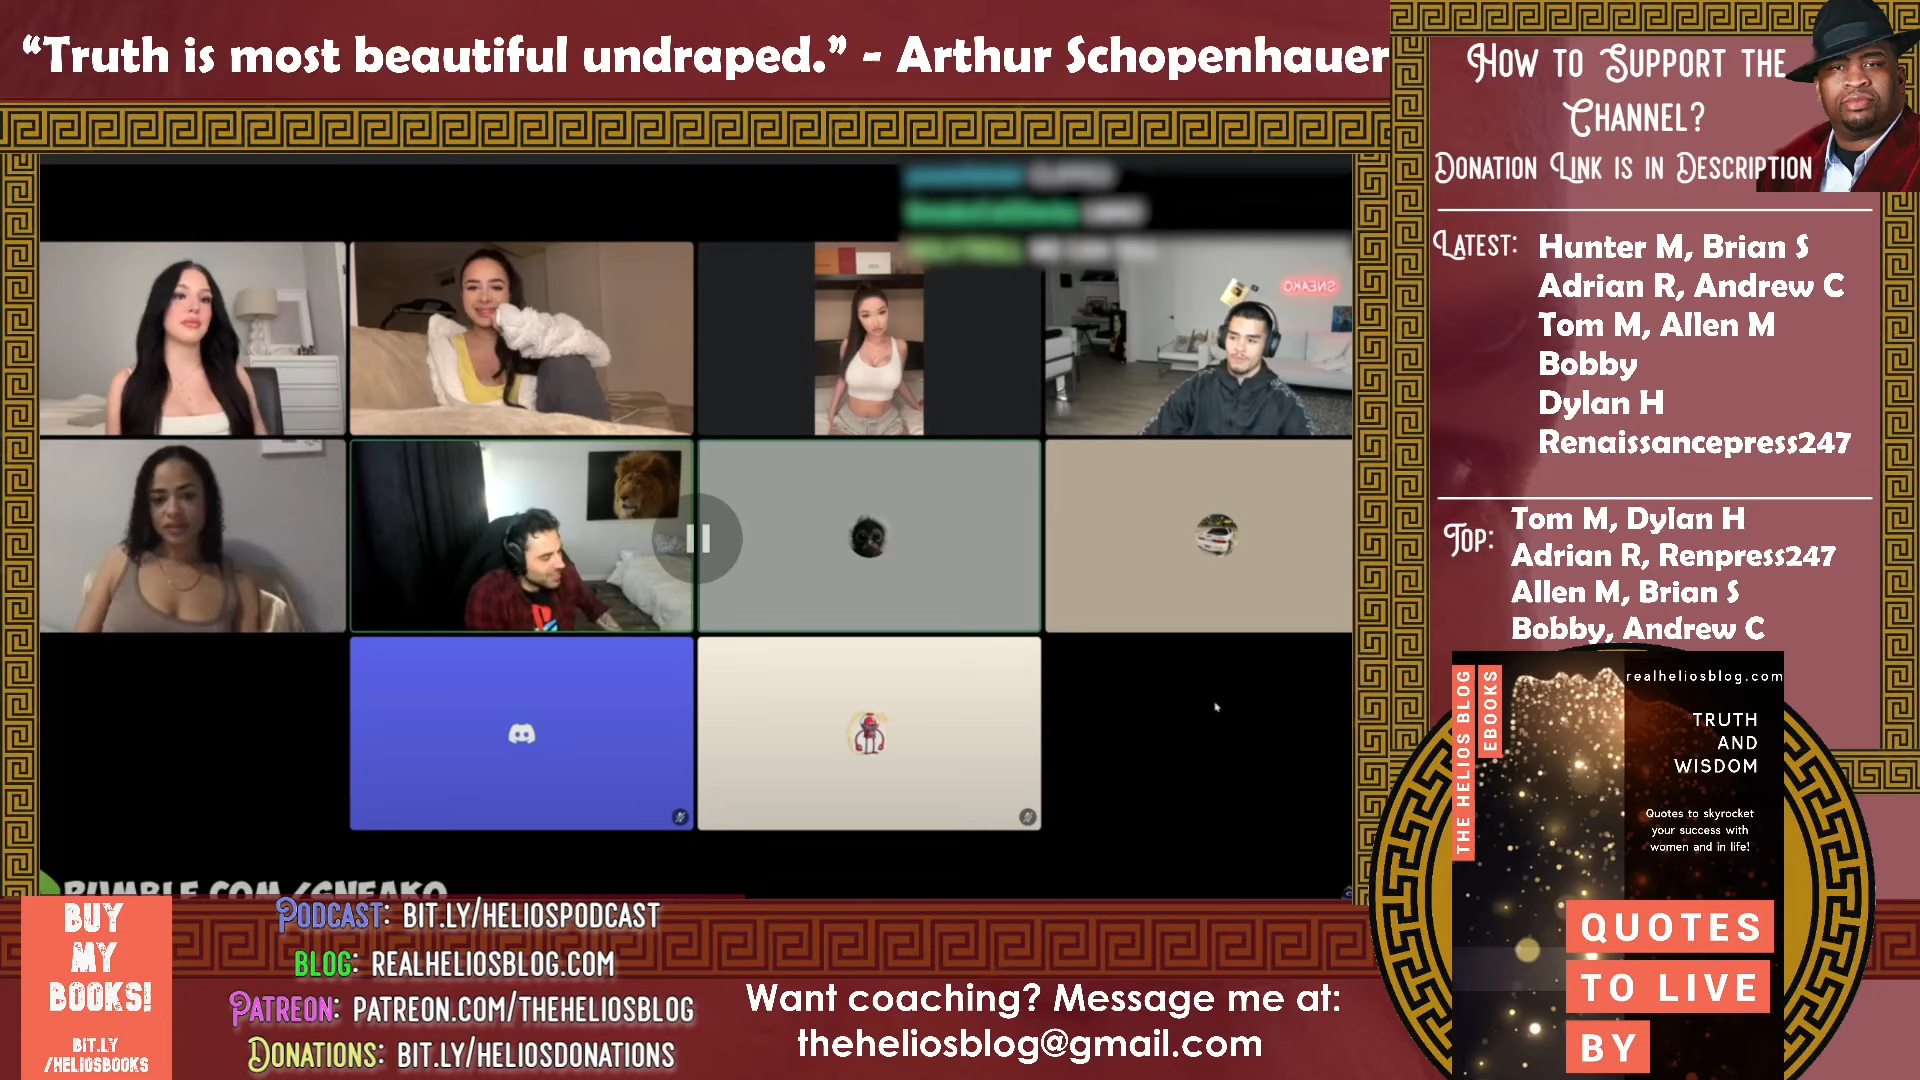 “Truth is most beautiful undraped.” - Arthur Schopenhauer
How to Support the
Channel?
Donation Link is in Description
Latest:
Hunter M, Brian S
Adrian R, Andrew C
Tom M, Allen M
Bobby
Dylan H
Renaissancepress247
Top:
Tom M, Dylan H
Adrian R, Renpress247
Allen M, Brian S
Bobby, Andrew C
SNEAKO
RUMBLE.COM/SNEAKO
THE HELIOS BLOG
EBOOKS
realheliosblog.com
TRUTH
AND
WISDOM
Quotes to skyrocket
your success with
women and in life!
QUOTES
TO LIVE
BY
BUY
MY
BOOKS!
BIT.LY
/HELIOSBOOKS
Podcast: BIT.LY/HELIOSPODCAST
BLOG: REALHELIOSBLOG.COM
Patreon: PATREON.COM/THEHELIOSBLOG
Donations: BIT.LY/HELIOSDONATIONS
Want coaching? Message me at:
theheliosblog@gmail.com